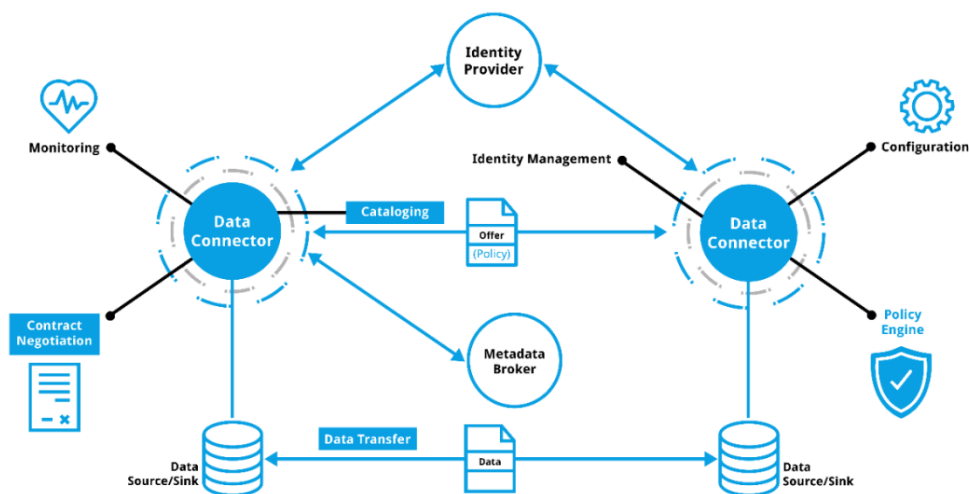 Identity
Provider
Monitoring
Identity Management
Configuration
Data
Connector
Cataloging
Offer
(Policy)
Data
Connector
Contract
Negotiation
Metadata
Broker
Policy
Engine
Data Transfer
Data
Data
Source/Sink
Data
Source/Sink